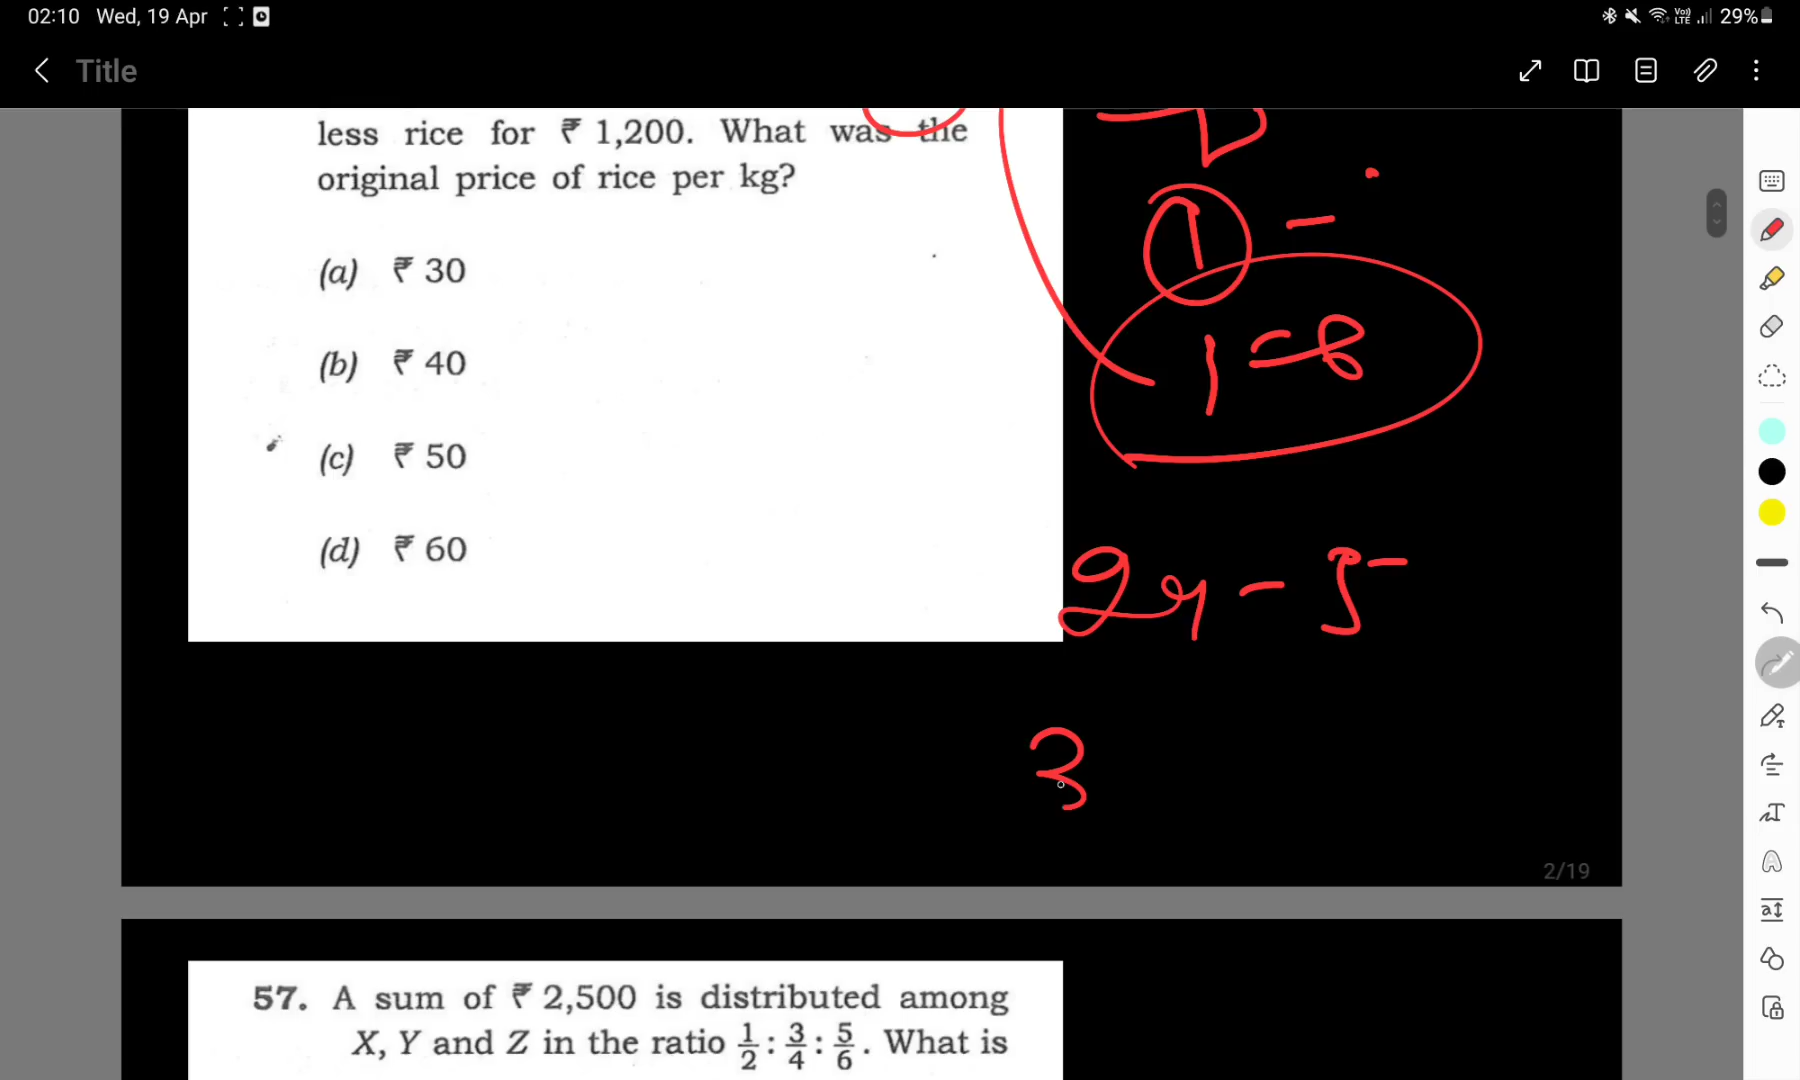 02:10 Wed, 19 Apr
Vo)) LTE 29%
Title
less rice for ₹ 1,200. What was the
original price of rice per kg?
(a) ₹ 30
(b) ₹ 40
(c) ₹ 50
(d) ₹ 60
1 -
1 = 8
3
2/19
57. A sum of ₹ 2,500 is distributed among
X, Y and Z in the ratio 1/2 : 3/4 : 5/6. What is